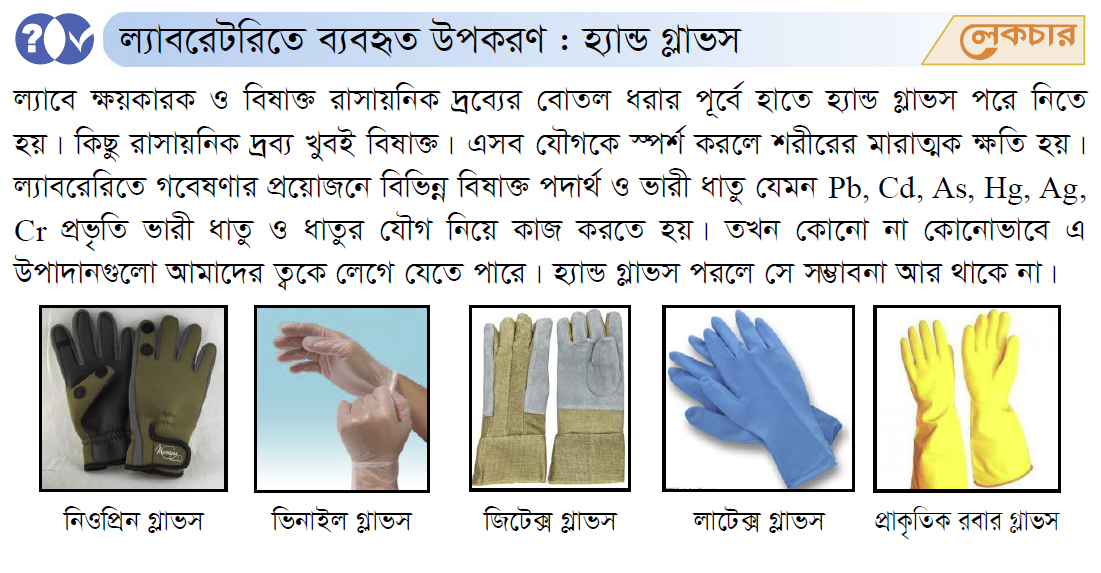 ল্যাবরেটরিতে ব্যবহৃত উপকরণ : হ্যান্ড গ্লাভস
লেকচার
ল্যাবে ক্ষয়কারক ও বিষাক্ত রাসায়নিক দ্রব্যের বোতল ধরার পূর্বে হাতে হ্যান্ড গ্লাভস পরে নিতে
হয়। কিছু রাসায়নিক দ্রব্য খুবই বিষাক্ত। এসব যৌগকে স্পর্শ করলে শরীরের মারাত্মক ক্ষতি হয়।
ল্যাবরেরিতে গবেষণার প্রয়োজনে বিভিন্ন বিষাক্ত পদার্থ ও ভারী ধাতু যেমন Pb, Cd, As, Hg, Ag,
Cr প্রভৃতি ভারী ধাতু ও ধাতুর যৌগ নিয়ে কাজ করতে হয়। তখন কোনো না কোনোভাবে এ
উপাদানগুলো আমাদের ত্বকে লেগে যেতে পারে। হ্যান্ড গ্লাভস পরলে সে সম্ভাবনা আর থাকে না।
নিওপ্রিন গ্লাভস
ভিনাইল গ্লাভস
জিটেক্স গ্লাভস
লাটেক্স গ্লাভস
প্রাকৃতিক রবার গ্লাভস